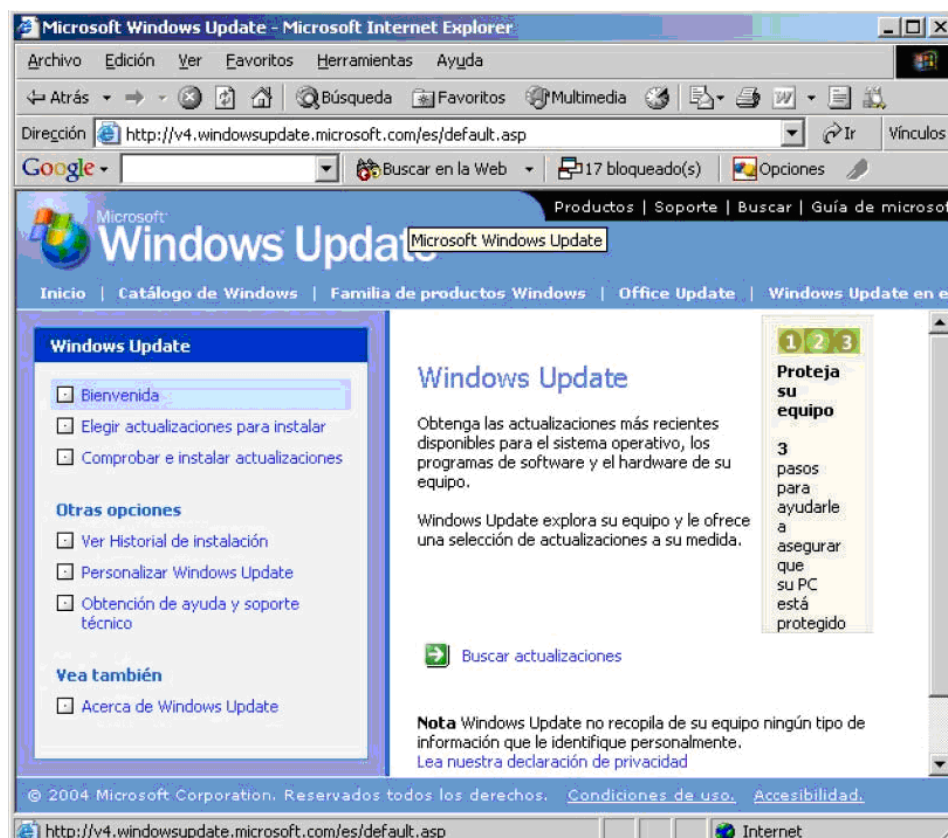 Microsoft Windows Update - Microsoft Internet Explorer
Archivo Edición Ver Favoritos Herramientas Ayuda
Atrás Búsqueda Favoritos Multimedia
Dirección http://v4.windowsupdate.microsoft.com/es/default.asp Ir Vínculos
Google Buscar en la Web 17 bloqueado(s) Opciones
Productos | Soporte | Buscar | Guía de microsof
Microsoft
Windows Update
Microsoft Windows Update
Inicio | Catálogo de Windows | Familia de productos Windows | Office Update | Windows Update en e
Windows Update
Bienvenida
Elegir actualizaciones para instalar
Comprobar e instalar actualizaciones
Otras opciones
Ver Historial de instalación
Personalizar Windows Update
Obtención de ayuda y soporte
técnico
Vea también
Acerca de Windows Update
Windows Update
Obtenga las actualizaciones más recientes
disponibles para el sistema operativo, los
programas de software y el hardware de su
equipo.
Windows Update explora su equipo y le ofrece
una selección de actualizaciones a su medida.
Buscar actualizaciones
Nota Windows Update no recopila de su equipo ningún tipo de
información que le identifique personalmente.
Lea nuestra declaración de privacidad
1 2 3
Proteja
su
equipo
3
pasos
para
ayudarle
a
asegurar
que
su PC
está
protegido
© 2004 Microsoft Corporation. Reservados todos los derechos. Condiciones de uso. Accesibilidad.
http://v4.windowsupdate.microsoft.com/es/default.asp Internet